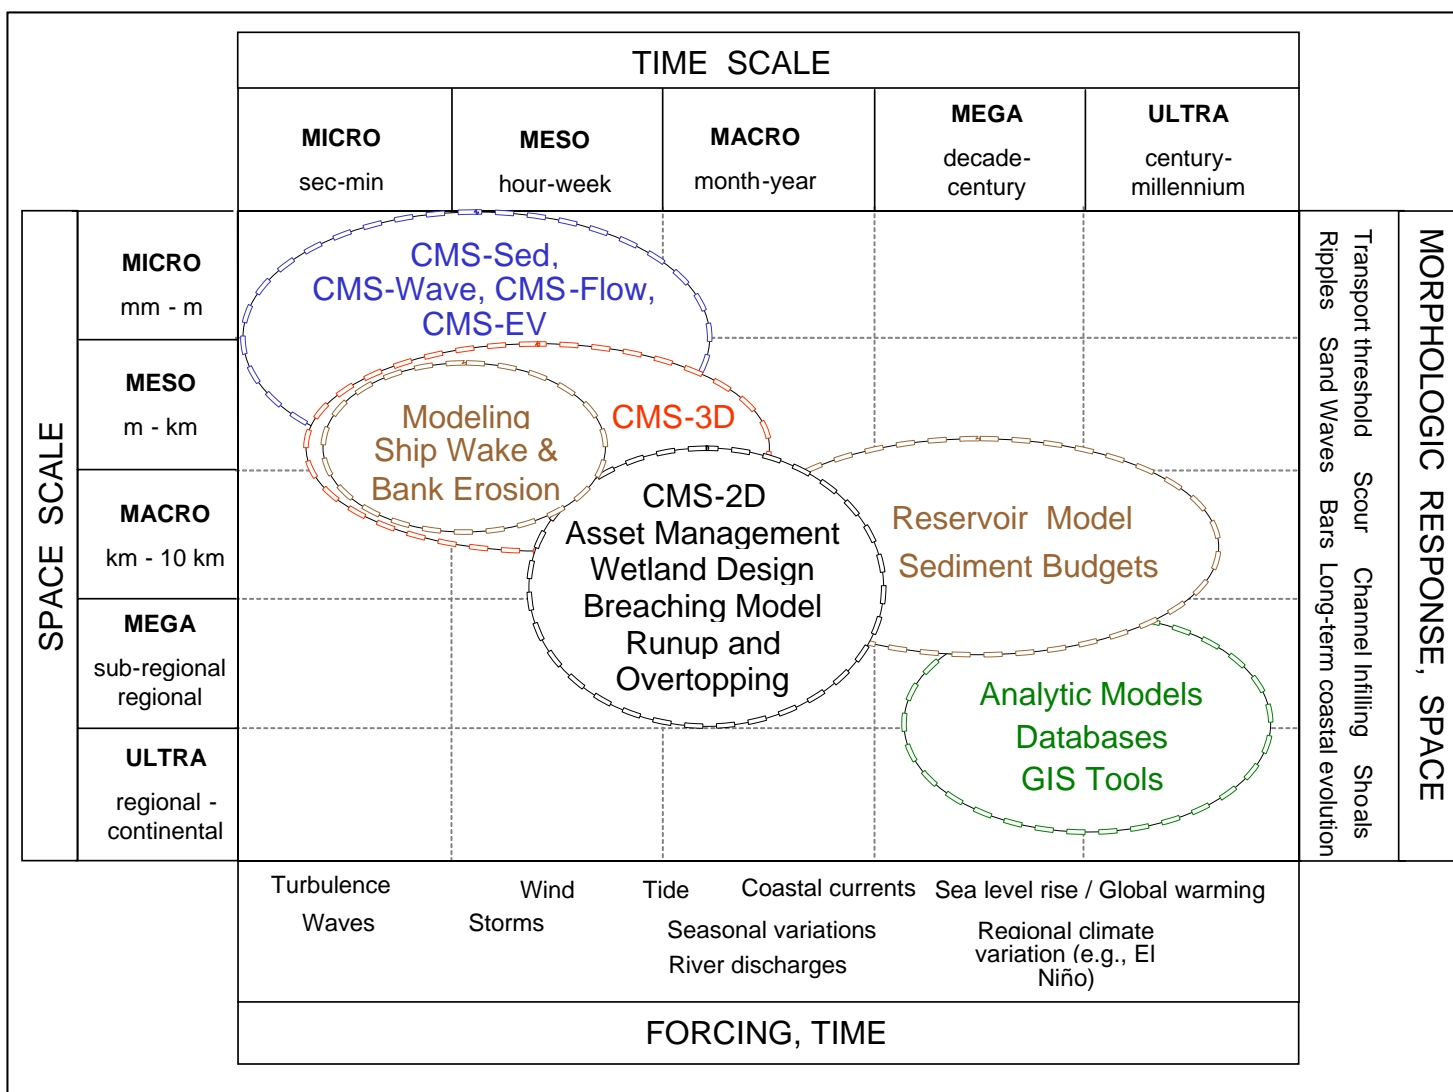 TIME SCALE
MICRO
sec-min
MESO
hour-week
MACRO
month-year
MEGA
decade-
century
ULTRA
century-
millennium
SPACE SCALE
MICRO
mm - m
MESO
m - km
MACRO
km - 10 km
MEGA
sub-regional
regional
ULTRA
regional -
continental
CMS-Sed,
CMS-Wave, CMS-Flow,
CMS-EV
CMS-3D
Modeling
Ship Wake &
Bank Erosion
CMS-2D
Asset Management
Wetland Design
Breaching Model
Runup and
Overtopping
Reservoir Model
Sediment Budgets
Analytic Models
Databases
GIS Tools
MORPHOLOGIC RESPONSE, SPACE
Transport threshold Scour Channel Infilling Shoals
Ripples Sand Waves Bars Long-term coastal evolution
Turbulence
Waves
Wind
Storms
Tide
Coastal currents
Seasonal variations
River discharges
Sea level rise / Global warming
Regional climate
variation (e.g., El
Niño)
FORCING, TIME